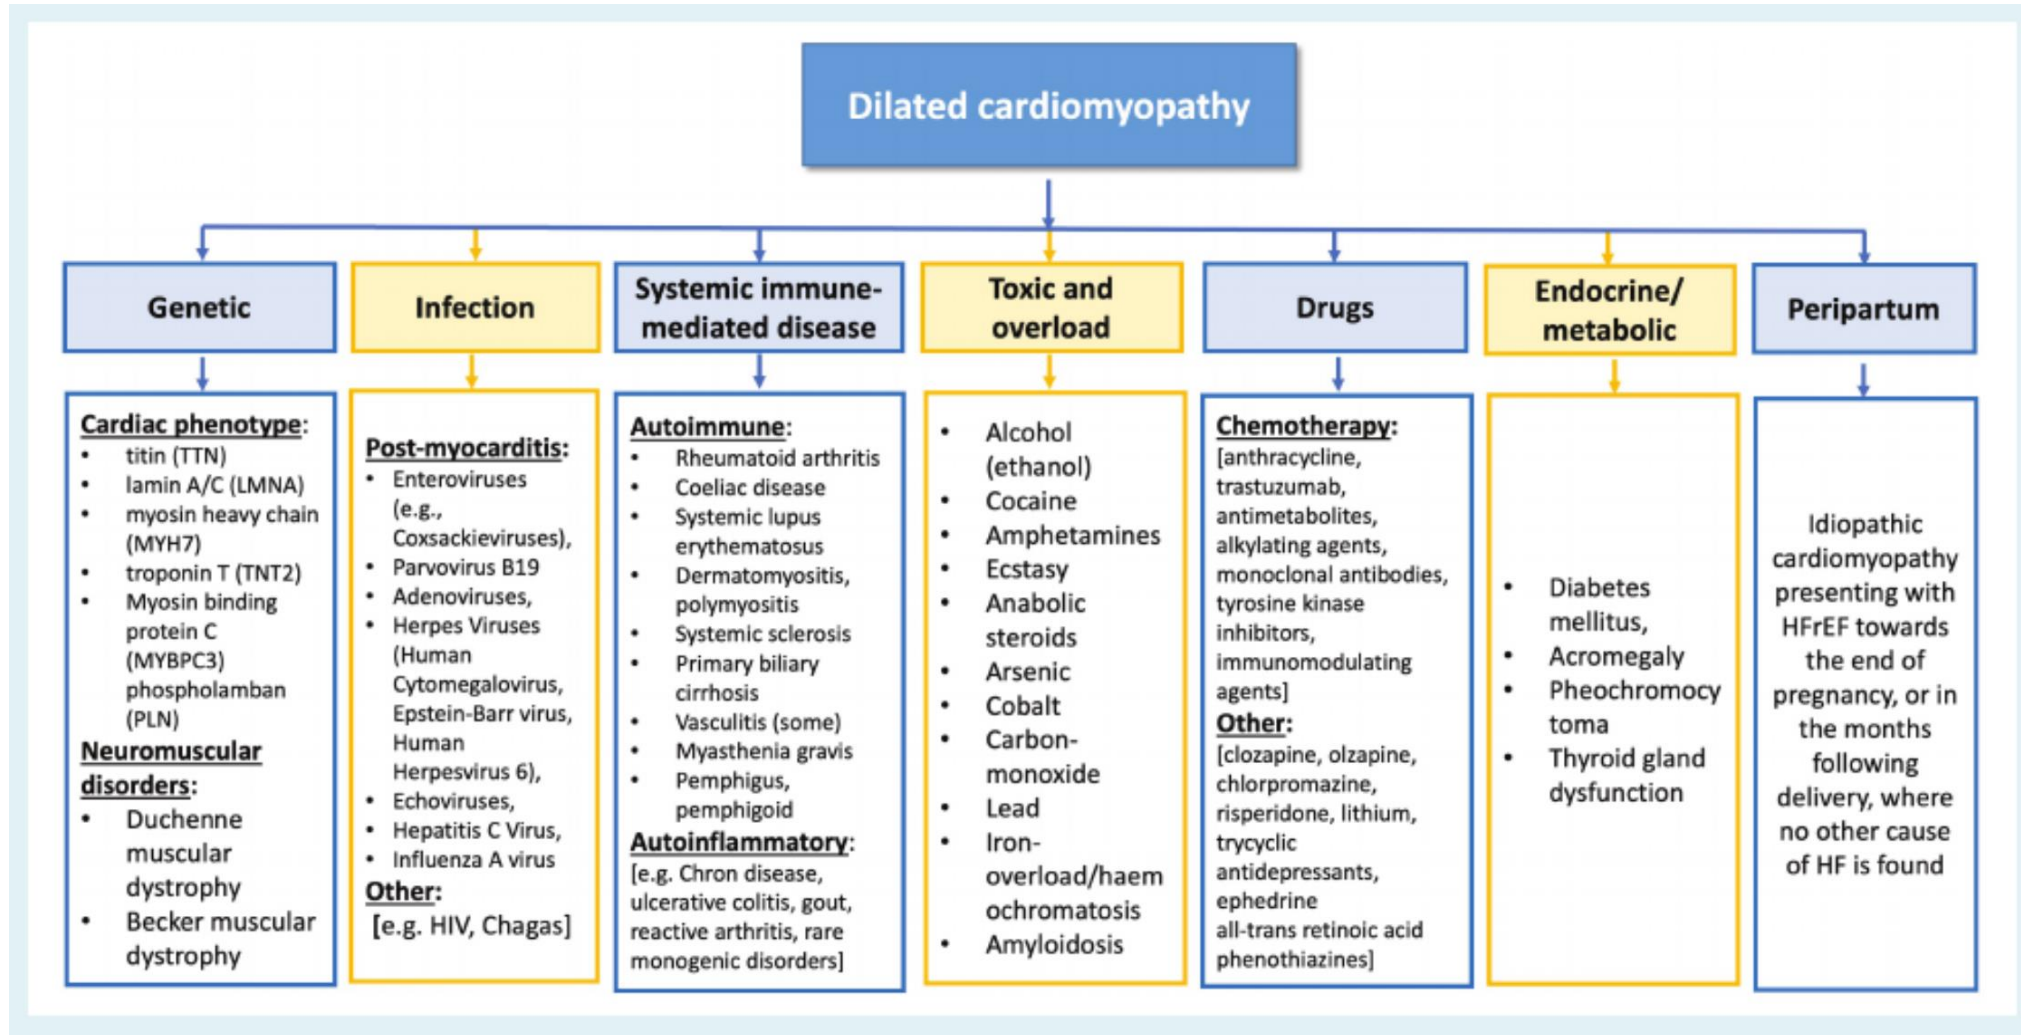 Dilated cardiomyopathy
Genetic
Cardiac phenotype:
• titin (TTN)
• lamin A/C (LMNA)
• myosin heavy chain
(MYH7)
• troponin T (TNT2)
• Myosin binding
protein C
(MYBPC3)
phospholamban
(PLN)
Neuromuscular
disorders:
• Duchenne
muscular
dystrophy
• Becker muscular
dystrophy
Infection
Post-myocarditis:
• Enteroviruses
(e.g.,
Coxsackieviruses),
• Parvovirus B19
• Adenoviruses,
• Herpes Viruses
(Human
Cytomegalovirus,
Epstein-Barr virus,
Human
Herpesvirus 6),
• Echoviruses,
• Hepatitis C Virus,
• Influenza A virus
Other:
[e.g. HIV, Chagas]
Systemic immune-
mediated disease
Autoimmune:
• Rheumatoid arthritis
• Coeliac disease
• Systemic lupus
erythematosus
• Dermatomyositis,
polymyositis
• Systemic sclerosis
• Primary biliary
cirrhosis
• Vasculitis (some)
• Myasthenia gravis
• Pemphigus,
pemphigoid
Autoinflammatory:
[e.g. Chron disease,
ulcerative colitis, gout,
reactive arthritis, rare
monogenic disorders]
Toxic and
overload
• Alcohol
(ethanol)
• Cocaine
• Amphetamines
• Ecstasy
• Anabolic
steroids
• Arsenic
• Cobalt
• Carbon-
monoxide
• Lead
• Iron-
overload/haem
ochromatosis
• Amyloidosis
Drugs
Chemotherapy:
[anthracycline,
trastuzumab,
antimetabolites,
alkylating agents,
monoclonal antibodies,
tyrosine kinase
inhibitors,
immunomodulating
agents]
Other:
[clozapine, olzapine,
chlorpromazine,
risperidone, lithium,
trycyclic
antidepressants,
ephedrine
all-trans retinoic acid
phenothiazines]
Endocrine/
metabolic
• Diabetes
mellitus,
• Acromegaly
• Pheochromocy
toma
• Thyroid gland
dysfunction
Peripartum
Idiopathic
cardiomyopathy
presenting with
HFrEF towards
the end of
pregnancy, or in
the months
following
delivery, where
no other cause
of HF is found